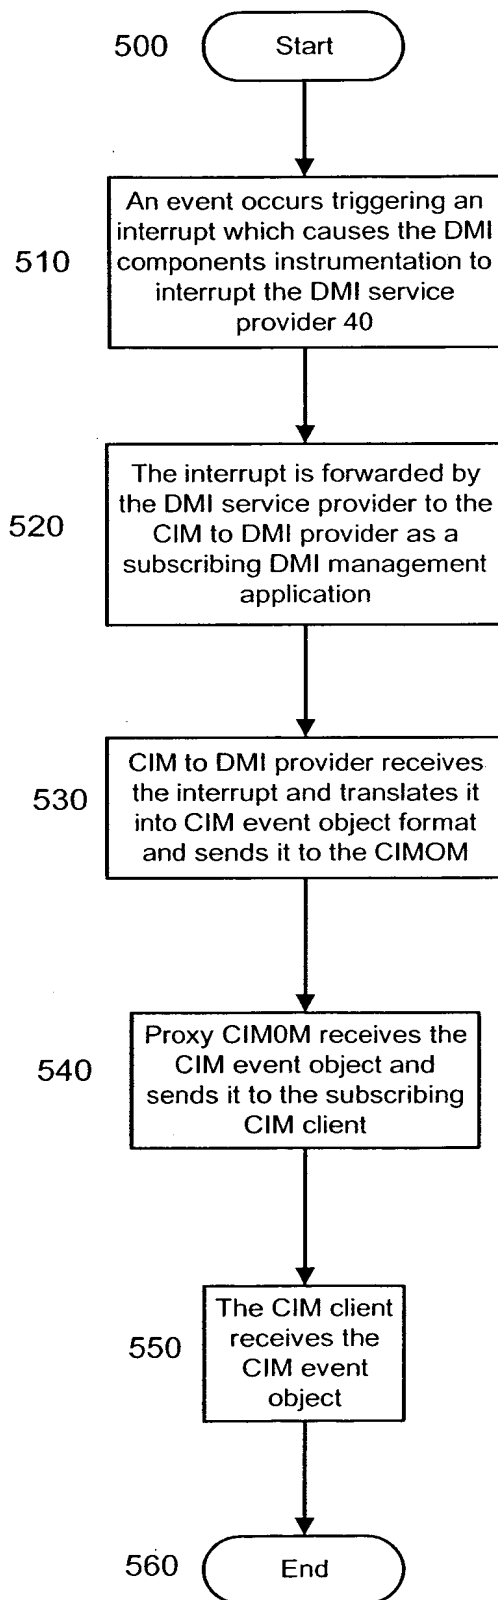 500
Start
510
An event occurs triggering an
interrupt which causes the DMI
components instrumentation to
interrupt the DMI service
provider 40
520
The interrupt is forwarded by
the DMI service provider to the
CIM to DMI provider as a
subscribing DMI management
application
530
CIM to DMI provider receives
the interrupt and translates it
into CIM event object format
and sends it to the CIMOM
540
Proxy CIM0M receives the
CIM event object and
sends it to the subscribing
CIM client
550
The CIM client
receives the
CIM event
object
560
End